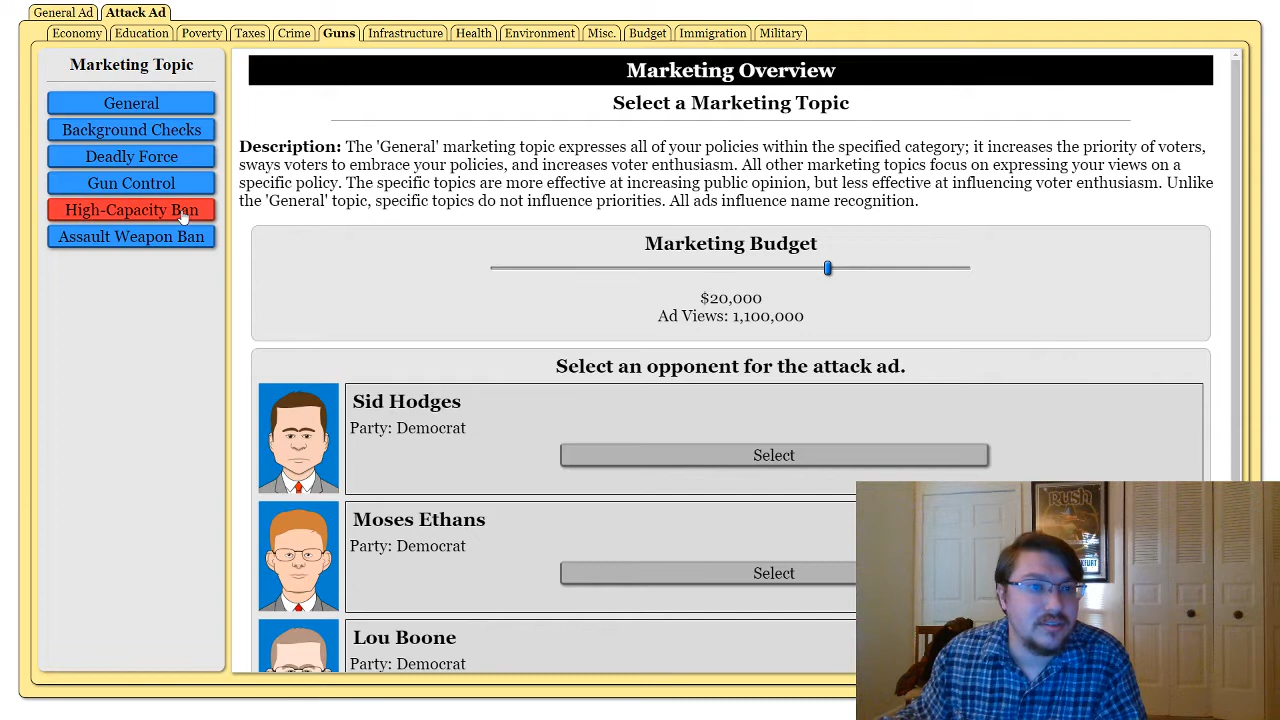 General Ad Attack Ad
Economy Education Poverty Taxes Crime Guns Infrastructure Health Environment Misc. Budget Immigration Military
Marketing Topic
General
Background Checks
Deadly Force
Gun Control
High-Capacity Ban
Assault Weapon Ban
Marketing Overview
Select a Marketing Topic
Description: The 'General' marketing topic expresses all of your policies within the specified category; it increases the priority of voters,
sways voters to embrace your policies, and increases voter enthusiasm. All other marketing topics focus on expressing your views on a
specific policy. The specific topics are more effective at increasing public opinion, but less effective at influencing voter enthusiasm. Unlike
the 'General' topic, specific topics do not influence priorities. All ads influence name recognition.
Marketing Budget
$20,000
Ad Views: 1,100,000
Select an opponent for the attack ad.
Sid Hodges
Party: Democrat
Select
Moses Ethans
Party: Democrat
Select
Lou Boone
Party: Democrat
RUSH